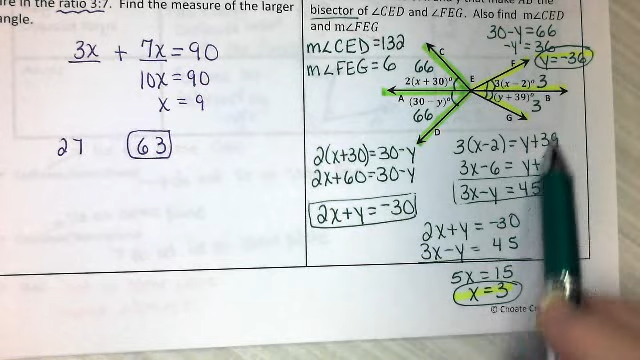 are in the ratio 3:7. Find the measure of the larger
angle.
3x + 7x = 90
10x = 90
x = 9
27 63
bisector of ∠CED and ∠FEG. Also find m∠CED
and m∠FEG
m∠CED = 132
m∠FEG = 6
30-y = 66
-y = 36
y = -36
C
66
2(x + 30)°
E
F
3(x - 2)° 3
A
(30 - y)°
(y + 39)°
B
3
66
G
D
2(x+30) = 30-y
2x+60 = 30-y
2x+y = -30
3(x-2) = y+39
3x-6 = y+
3x-y = 45
2x+y = -30
3x-y = 45
5x = 15
x = 3
© Choate